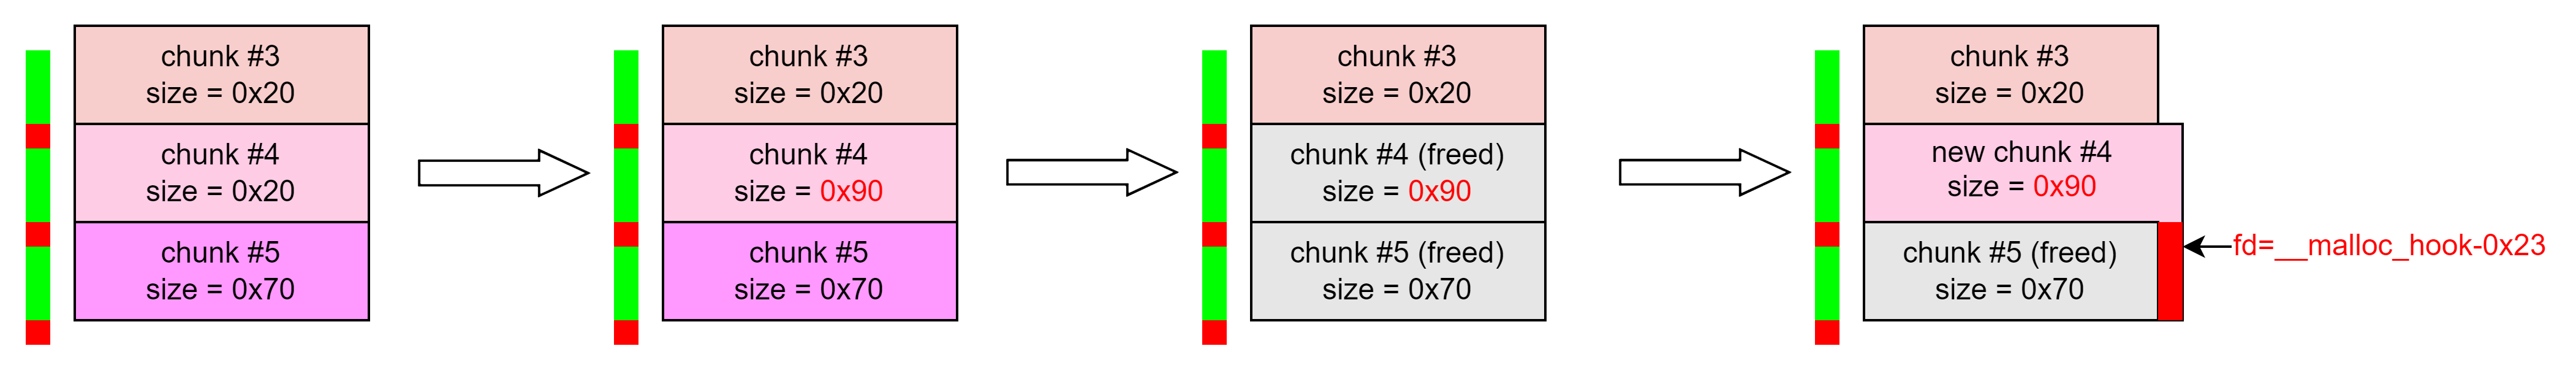 chunk #3
size = 0x20
chunk #4
size = 0x20
chunk #5
size = 0x70
chunk #3
size = 0x20
chunk #4
size = 0x90
chunk #5
size = 0x70
chunk #3
size = 0x20
chunk #4 (freed)
size = 0x90
chunk #5 (freed)
size = 0x70
chunk #3
size = 0x20
new chunk #4
size = 0x90
chunk #5 (freed)
size = 0x70
fd=__malloc_hook-0x23